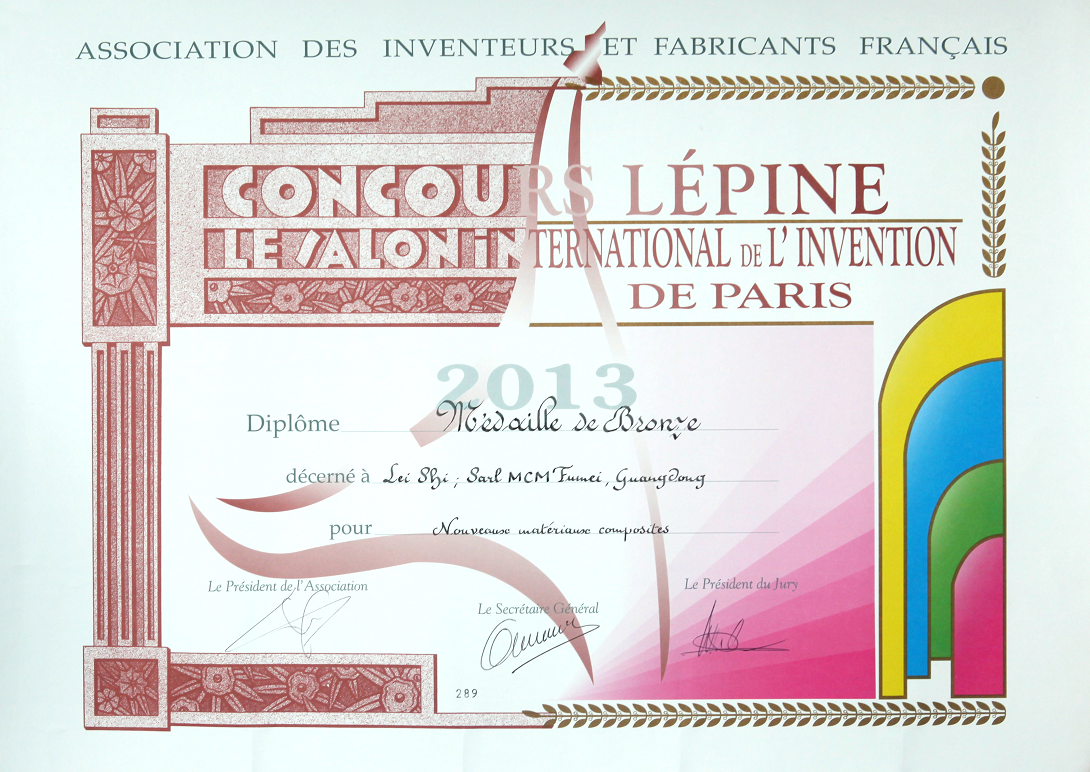 ASSOCIATION DES INVENTEURS ET FABRICANTS FRANÇAIS
CONCOURS LÉPINE
LE SALON INTERNATIONAL DE L'INVENTION
DE PARIS
2013
Diplôme Médaille de Bronze
décerné à Lei Shi ; Sarl MCM Fumei, Guangdong
pour Nouveaux matériaux composites
Le Président de l'Association
Le Secrétaire Général
Le Président du Jury
289